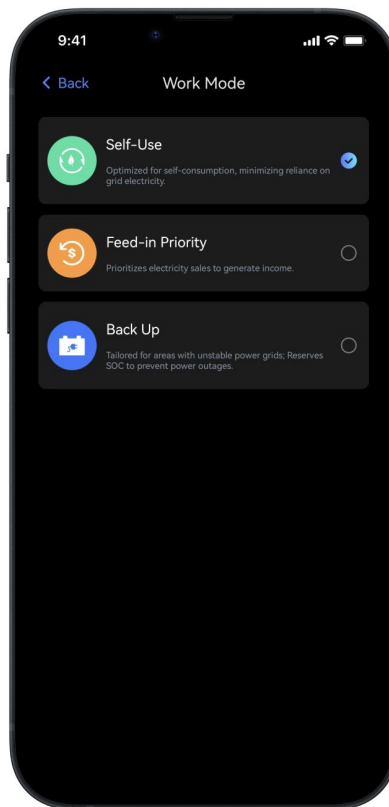 9:41
Back
Work Mode
Self-Use
Optimized for self-consumption, minimizing reliance on
grid electricity.
Feed-in Priority
Prioritizes electricity sales to generate income.
Back Up
Tailored for areas with unstable power grids; Reserves
SOC to prevent power outages.